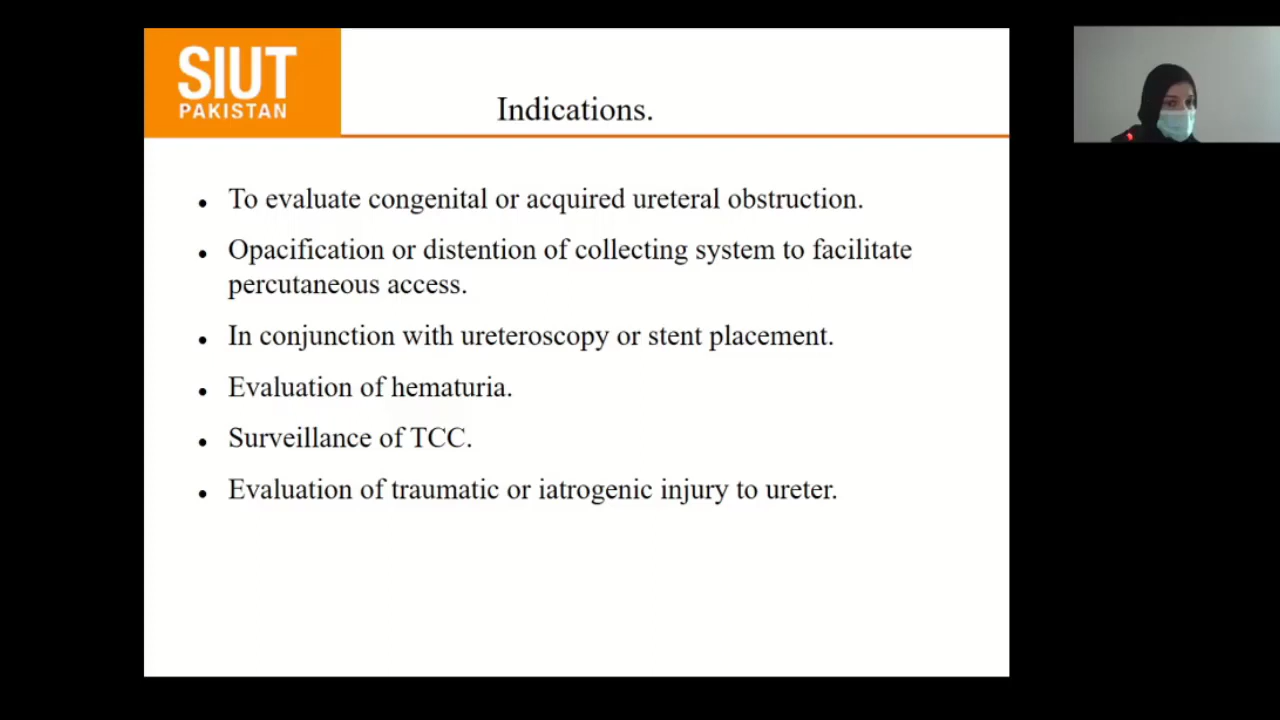 SIUT
PAKISTAN
Indications.
• To evaluate congenital or acquired ureteral obstruction.
• Opacification or distention of collecting system to facilitate
percutaneous access.
• In conjunction with ureteroscopy or stent placement.
• Evaluation of hematuria.
• Surveillance of TCC.
• Evaluation of traumatic or iatrogenic injury to ureter.